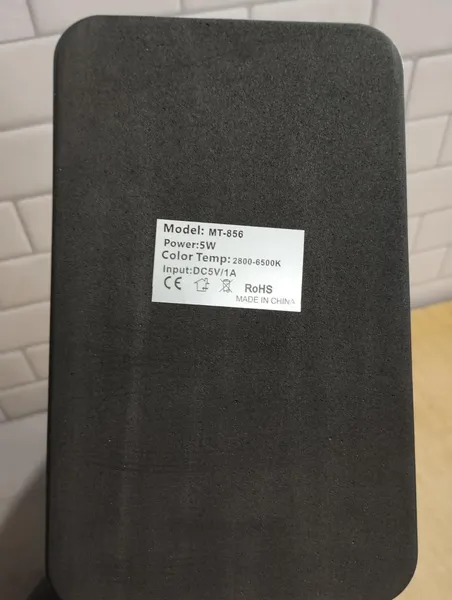 Model: MT-856
Power:5W
Color Temp: 2800-6500K
Input:DC5V/1A
CE RoHS
MADE IN CHINA